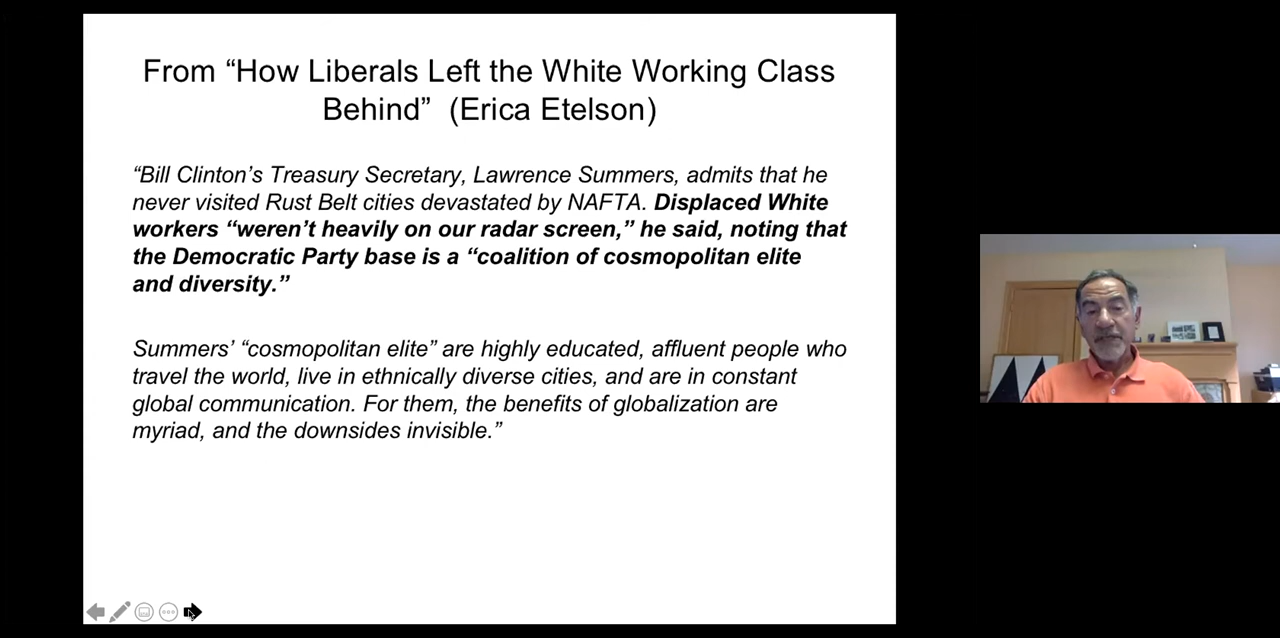 From “How Liberals Left the White Working Class
Behind” (Erica Etelson)
“Bill Clinton’s Treasury Secretary, Lawrence Summers, admits that he
never visited Rust Belt cities devastated by NAFTA. Displaced White
workers “weren’t heavily on our radar screen,” he said, noting that
the Democratic Party base is a “coalition of cosmopolitan elite
and diversity.”
Summers’ “cosmopolitan elite” are highly educated, affluent people who
travel the world, live in ethnically diverse cities, and are in constant
global communication. For them, the benefits of globalization are
myriad, and the downsides invisible.”